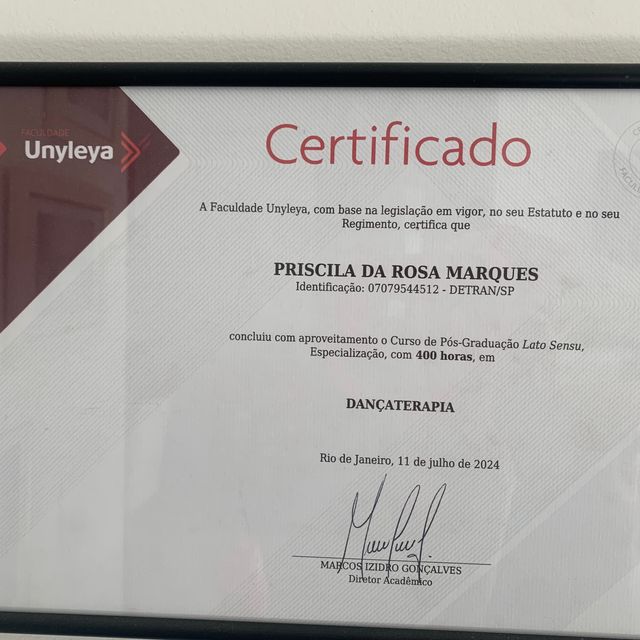 FACULDADE
Unyleya
Certificado
A Faculdade Unyleya, com base na legislação em vigor, no seu Estatuto e no seu
Regimento, certifica que
PRISCILA DA ROSA MARQUES
Identificação: 07079544512 - DETRAN/SP
concluiu com aproveitamento o Curso de Pós-Graduação Lato Sensu,
Especialização, com 400 horas, em
DANÇATERAPIA
Rio de Janeiro, 11 de julho de 2024
MARCOS IZIDRO GONÇALVES
Diretor Acadêmico